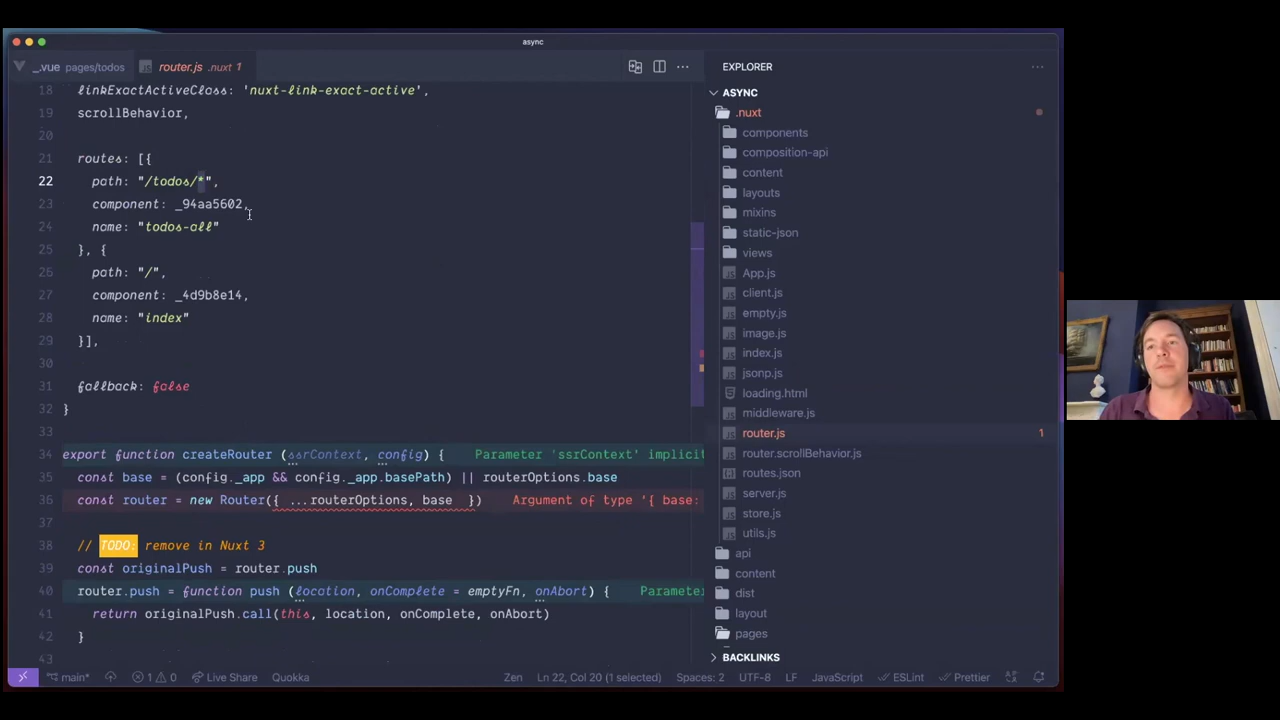 async
_.vue pages/todos
router.js .nuxt 1
EXPLORER
18 linkExactActiveClass: 'nuxt-link-exact-active',
19 scrollBehavior,
20
21 routes: [{
22 path: "/todos/*",
23 component: _94aa5602,
24 name: "todos-all"
25 }, {
26 path: "/",
27 component: _4d9b8e14,
28 name: "index"
29 }],
30
31 fallback: false
32 }
33
34 export function createRouter (ssrContext, config) { Parameter 'ssrContext' implicit
35 const base = (config._app && config._app.basePath) || routerOptions.base
36 const router = new Router({ ...routerOptions, base }) Argument of type '{ base:
37
38 // TODO: remove in Nuxt 3
39 const originalPush = router.push
40 router.push = function push (location, onComplete = emptyFn, onAbort) { Parameter
41 return originalPush.call(this, location, onComplete, onAbort)
42 }
43
ASYNC
.nuxt
components
composition-api
content
layouts
mixins
static-json
views
App.js
client.js
empty.js
image.js
index.js
jsonp.js
loading.html
middleware.js
router.js 1
router.scrollBehavior.js
routes.json
server.js
store.js
utils.js
api
content
dist
layout
pages
BACKLINKS
main* 1 0 Live Share Quokka Zen Ln 22, Col 20 (1 selected) Spaces: 2 UTF-8 LF JavaScript ESLint Prettier